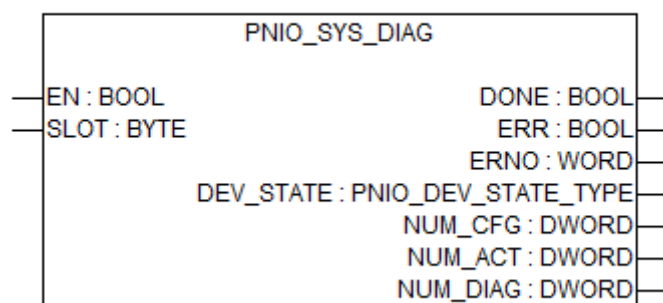 PNIO_SYS_DIAG
EN : BOOL DONE : BOOL
SLOT : BYTE ERR : BOOL
ERNO : WORD
DEV_STATE : PNIO_DEV_STATE_TYPE
NUM_CFG : DWORD
NUM_ACT : DWORD
NUM_DIAG : DWORD